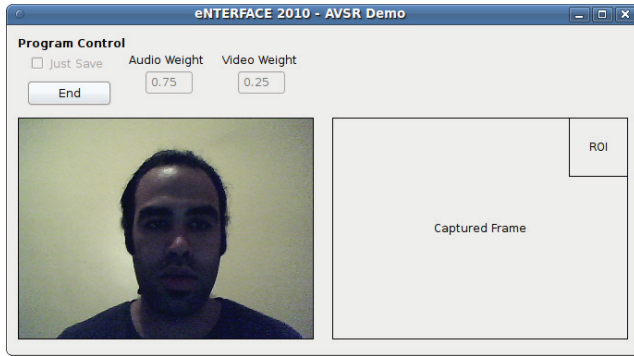 eNTERFACE 2010 - AVSR Demo
Program Control
Just Save
Audio Weight
Video Weight
End
0.75
0.25
ROI
Captured Frame